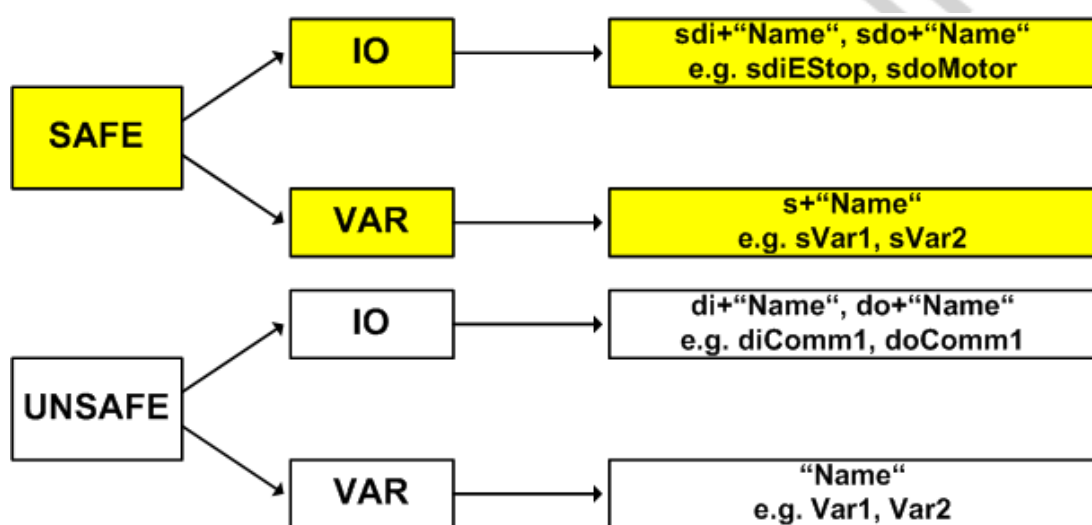 SAFE
IO
sdi+“Name“, sdo+“Name“
e.g. sdiEStop, sdoMotor
VAR
s+“Name“
e.g. sVar1, sVar2
UNSAFE
IO
di+“Name“, do+“Name“
e.g. diComm1, doComm1
VAR
“Name“
e.g. Var1, Var2